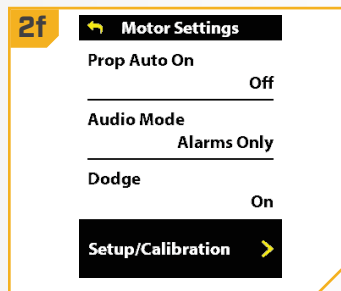 2f
Motor Settings
Prop Auto On
Off
Audio Mode
Alarms Only
Dodge
On
Setup/Calibration